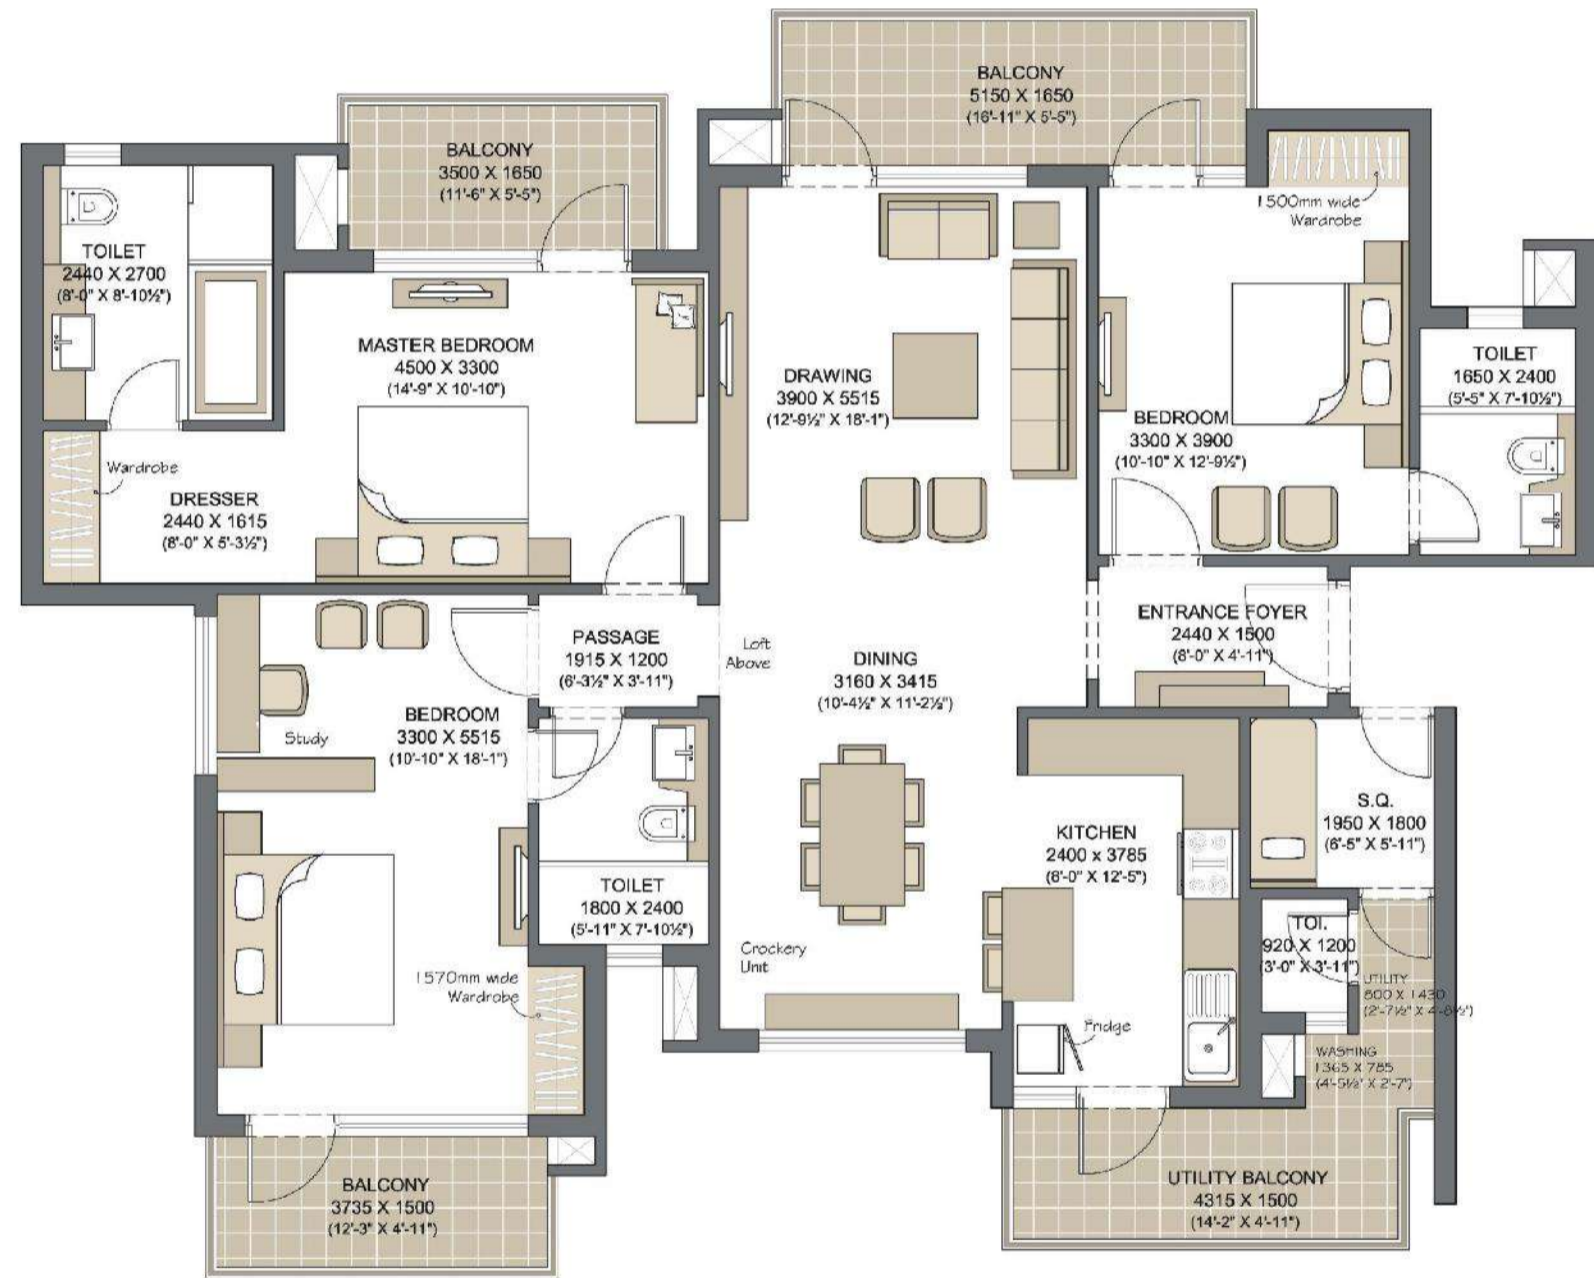 BALCONY
5150 X 1650
(16'-11" X 5'-5")
BALCONY
3500 X 1650
(11'-6" X 5'-5")
1500mm wide
Wardrobe
TOILET
2440 X 2700
(8'-0" X 8'-10½")
MASTER BEDROOM
4500 X 3300
(14'-9" X 10'-10")
DRAWING
3900 X 5515
(12'-9½" X 18'-1")
TOILET
1650 X 2400
(5'-5" X 7'-10½")
BEDROOM
3300 X 3900
(10'-10" X 12'-9½")
Wardrobe
DRESSER
2440 X 1615
(8'-0" X 5'-3½")
ENTRANCE FOYER
2440 X 1500
(8'-0" X 4'-11")
PASSAGE
1915 X 1200
(6'-3½" X 3'-11")
Loft
Above
DINING
3160 X 3415
(10'-4½" X 11'-2½")
BEDROOM
3300 X 5515
(10'-10" X 18'-1")
Study
S.Q.
1950 X 1800
(6'-5" X 5'-11")
KITCHEN
2400 x 3785
(8'-0" X 12'-5")
TOILET
1800 X 2400
(5'-11" X 7'-10½")
TOI.
920 X 1200
(3'-0" X 3'-11")
Crockery
Unit
1570mm wide
Wardrobe
UTILITY
800 X 1430
(2'-7½" X 4'-8½")
Fridge
WASHING
1365 X 785
(4'-5½" X 2'-7")
BALCONY
3735 X 1500
(12'-3" X 4'-11")
UTILITY BALCONY
4315 X 1500
(14'-2" X 4'-11")